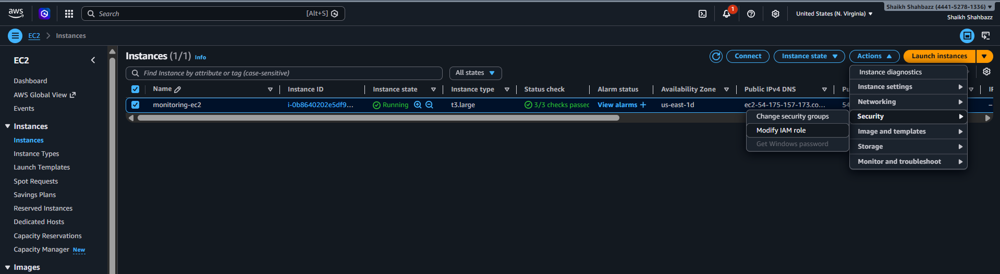 aws
Search [Alt+S]
1
United States (N. Virginia)
Shaikh Shahbazz (4441-5278-1336)
Shaikh Shahbazz
EC2 Instances
EC2
Dashboard
AWS Global View
Events
Instances
Instances
Instance Types
Launch Templates
Spot Requests
Savings Plans
Reserved Instances
Dedicated Hosts
Capacity Reservations
Capacity Manager New
Images
Instances (1/1) Info
Connect
Instance state
Actions
Launch instances
Find Instance by attribute or tag (case-sensitive)
All states
Name Instance ID Instance state Instance type Status check Alarm status Availability Zone Public IPv4 DNS
monitoring-ec2 i-0b8640202e5df9... Running t3.large 3/3 checks passed View alarms + us-east-1d ec2-54-175-157-173.co... 54
Instance diagnostics
Instance settings
Networking
Security
Image and templates
Storage
Monitor and troubleshoot
Change security groups
Modify IAM role
Get Windows password